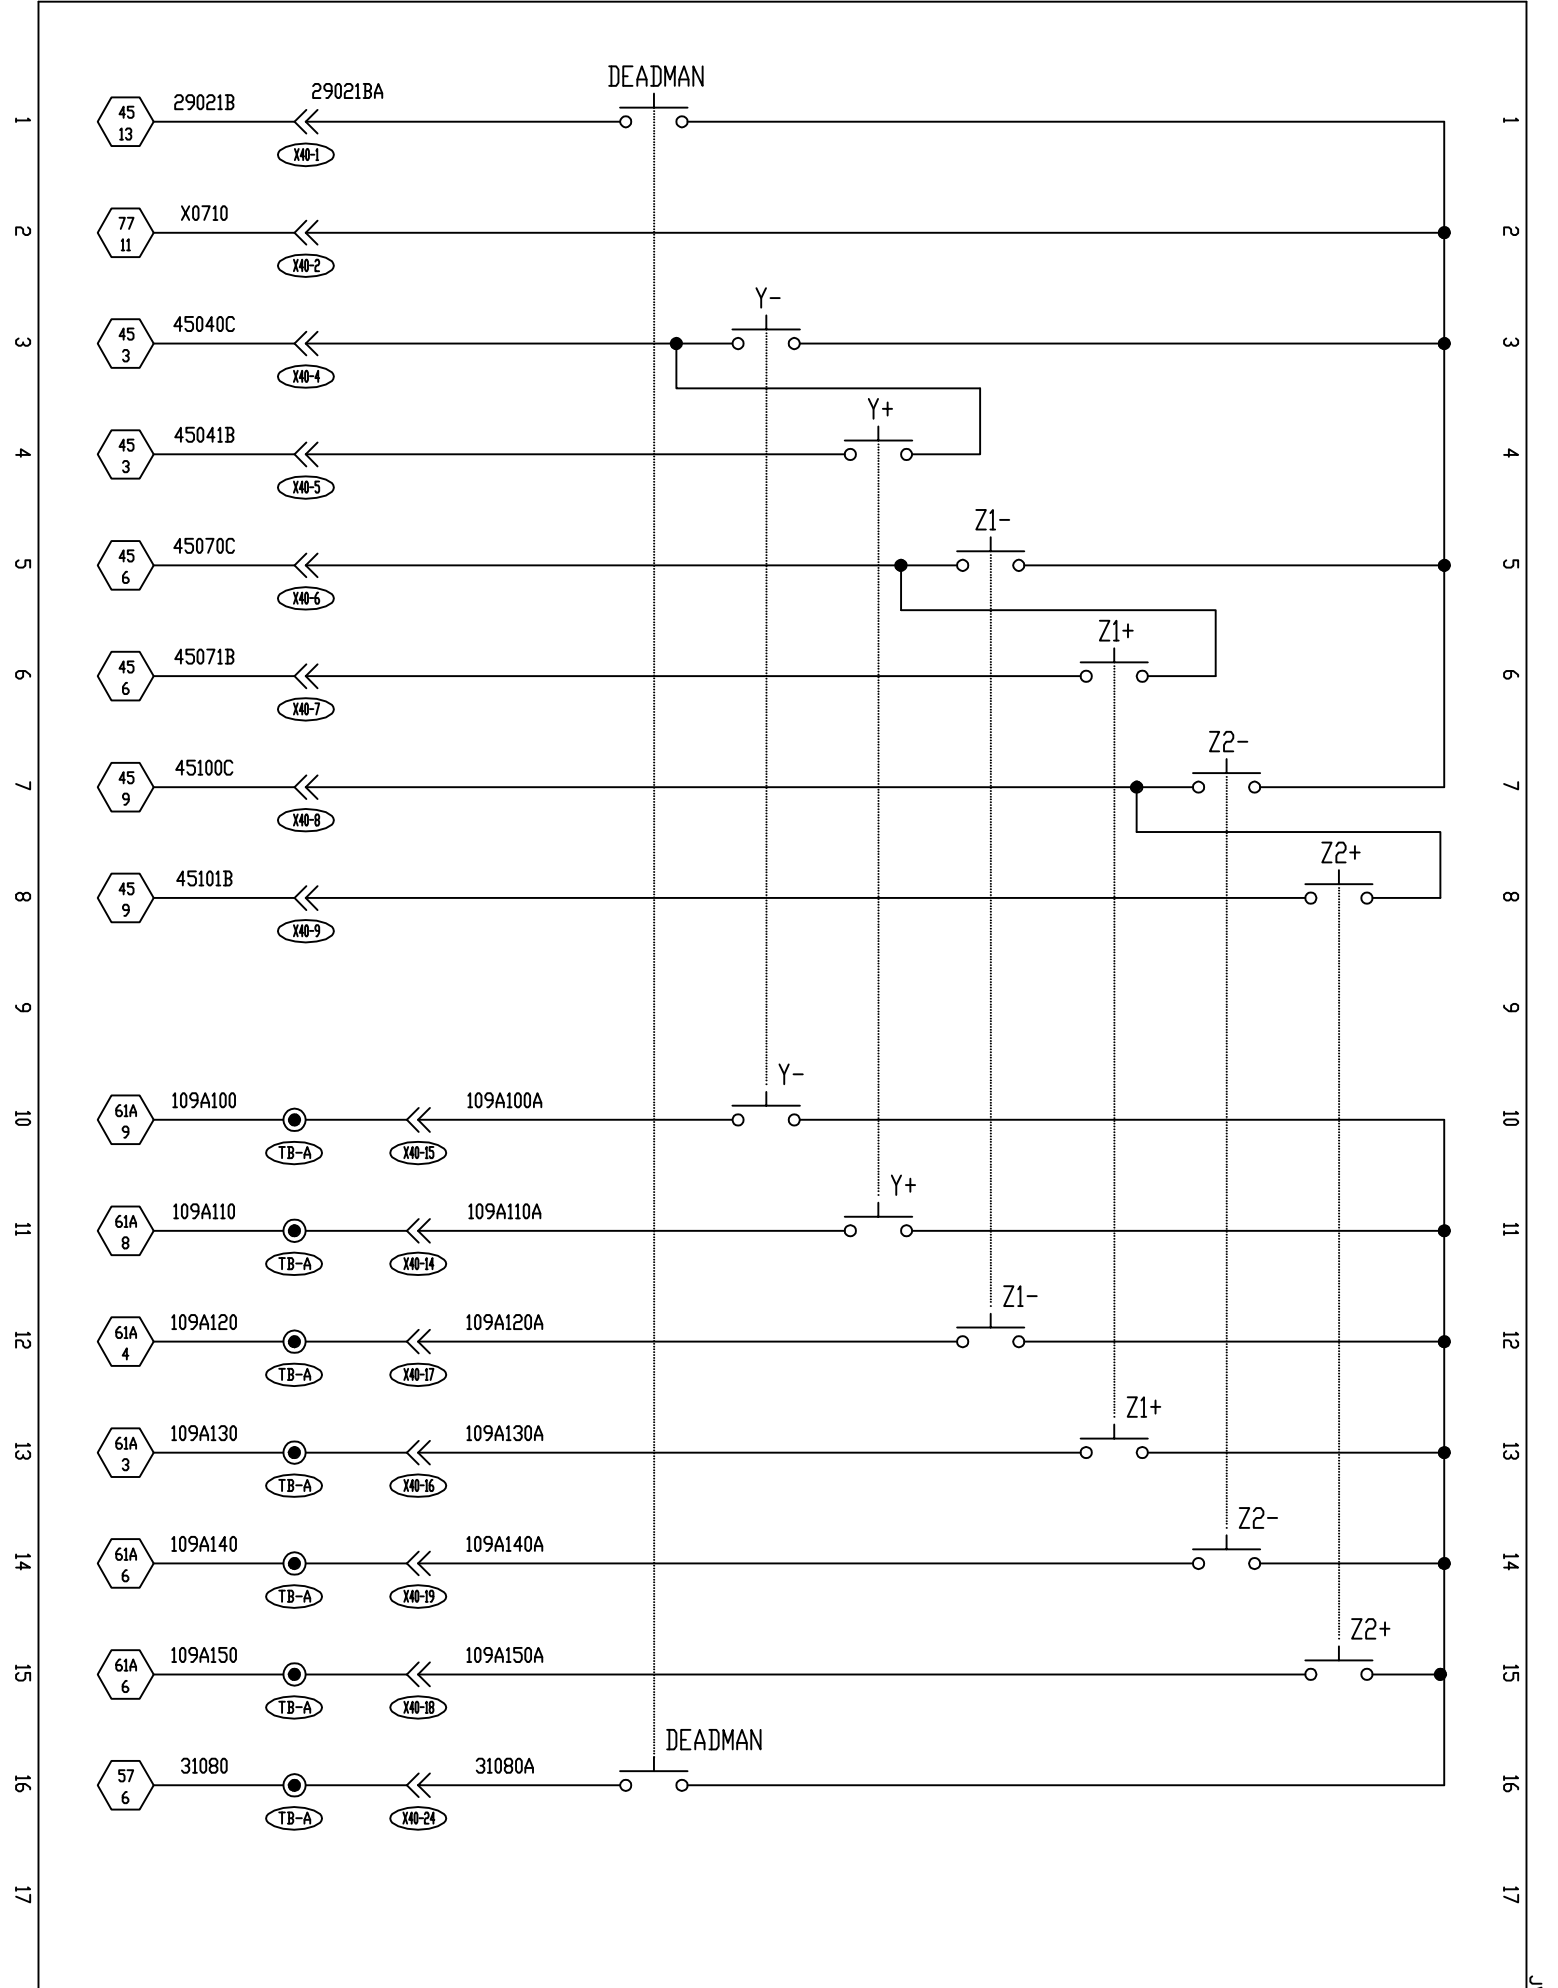 DEADMAN
1 45 13 29021B 29021BA 1
X40-1
2 77 11 X0710 2
X40-2
Y-
3 45 3 45040C 3
X40-4
Y+
4 45 3 45041B 4
X40-5
Z1-
5 45 6 45070C 5
X40-6
Z1+
6 45 6 45071B 6
X40-7
Z2-
7 45 9 45100C 7
X40-8
Z2+
8 45 9 45101B 8
X40-9
9 9
Y-
10 61A 9 109A100 109A100A 10
TB-A X40-15
Y+
11 61A 8 109A110 109A110A 11
TB-A X40-14
Z1-
12 61A 4 109A120 109A120A 12
TB-A X40-17
Z1+
13 61A 3 109A130 109A130A 13
TB-A X40-16
Z2-
14 61A 6 109A140 109A140A 14
TB-A X40-19
Z2+
15 61A 6 109A150 109A150A 15
TB-A X40-18
DEADMAN
16 57 6 31080 31080A 16
TB-A X40-24
17 17